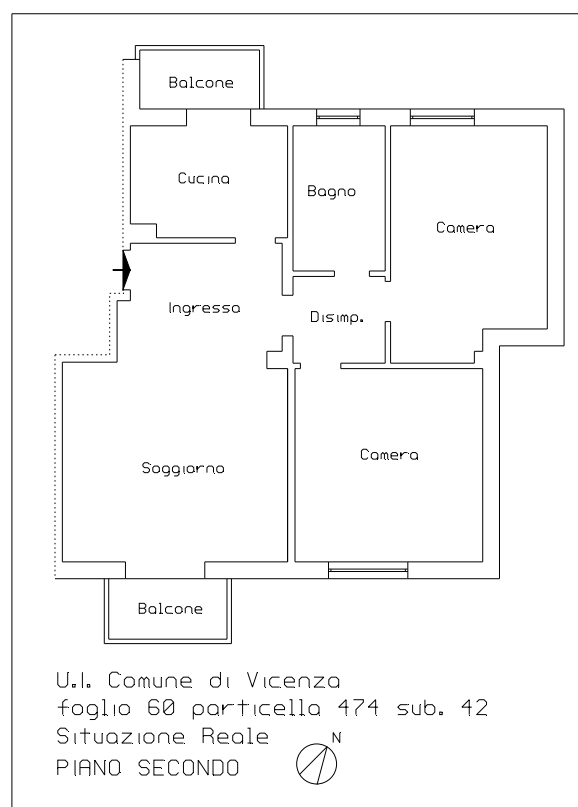 Balcone
Cucina
Bagno
Camera
Ingresso
Disimp.
Camera
Soggiorno
Balcone
U.I. Comune di Vicenza
foglio 60 particella 474 sub. 42
Situazione Reale
N
PIANO SECONDO